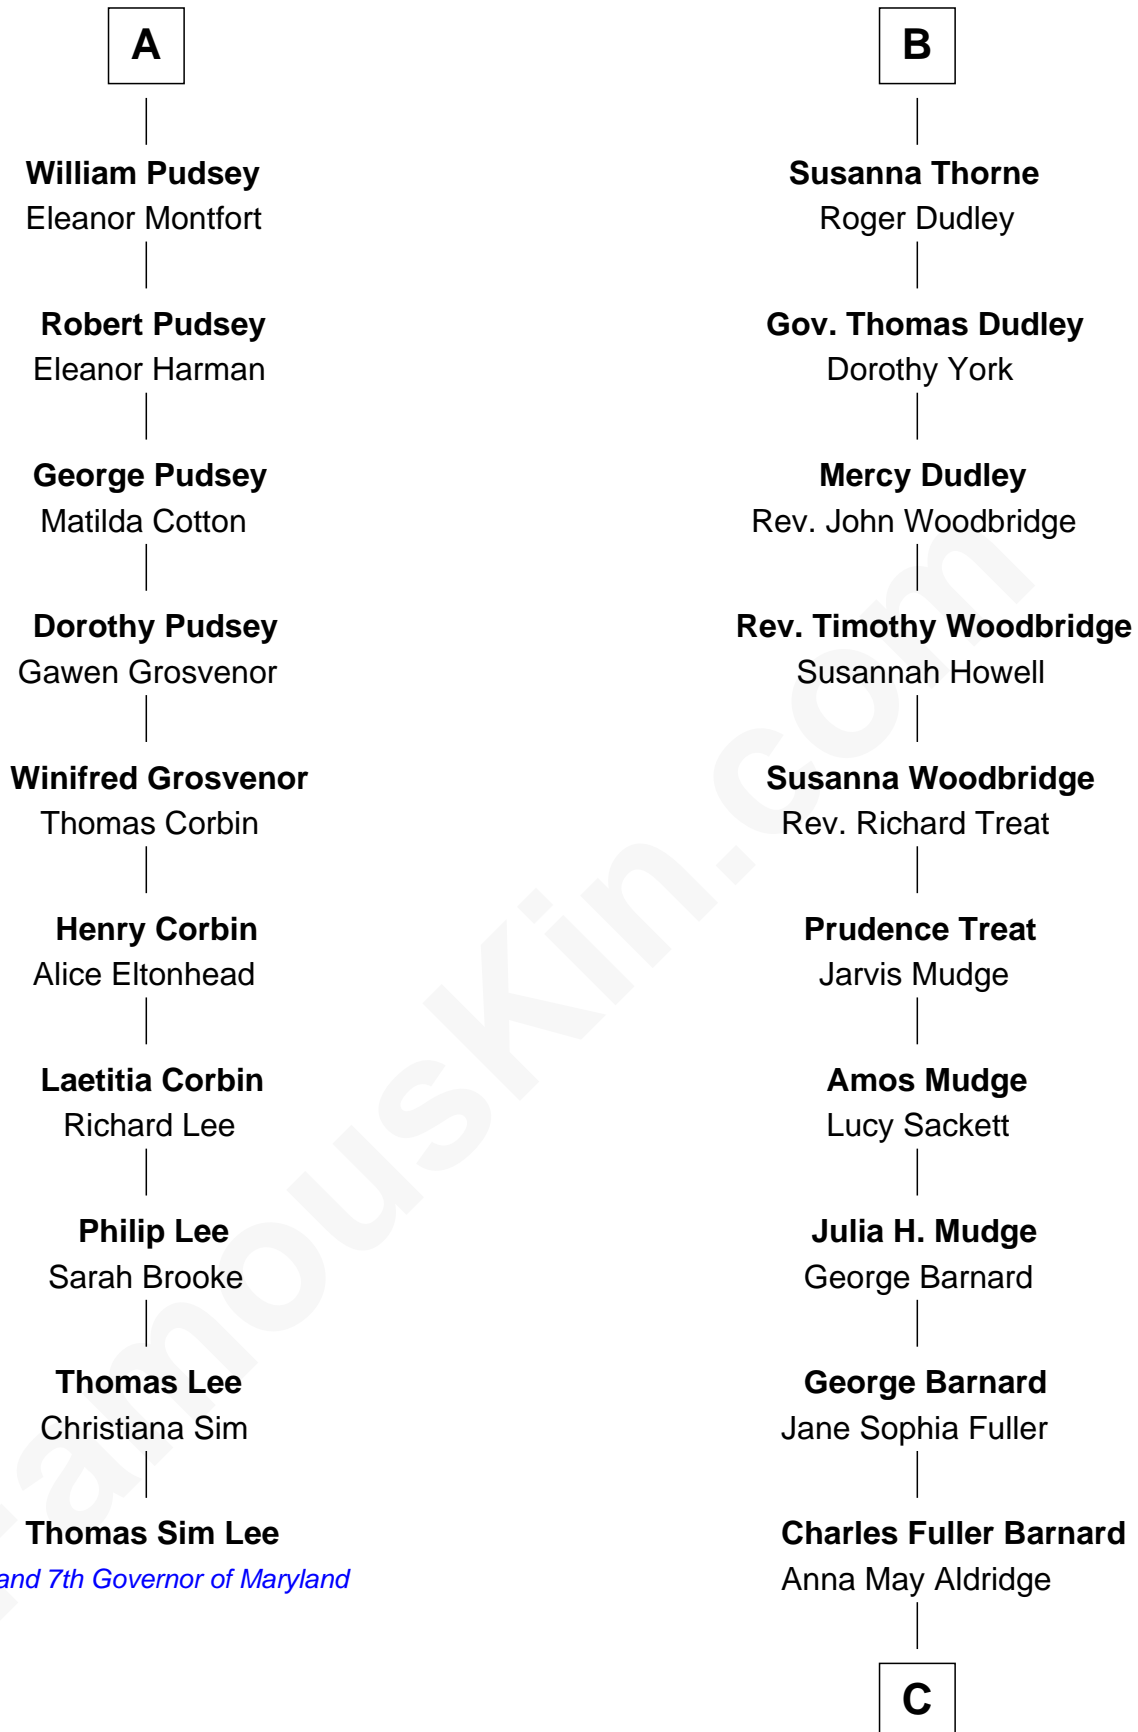 A
William Pudsey
Eleanor Montfort
Robert Pudsey
Eleanor Harman
George Pudsey
Matilda Cotton
Dorothy Pudsey
Gawen Grosvenor
Winifred Grosvenor
Thomas Corbin
Henry Corbin
Alice Eltonhead
Laetitia Corbin
Richard Lee
Philip Lee
Sarah Brooke
Thomas Lee
Christiana Sim
Thomas Sim Lee
and 7th Governor of Maryland
B
Susanna Thorne
Roger Dudley
Gov. Thomas Dudley
Dorothy York
Mercy Dudley
Rev. John Woodbridge
Rev. Timothy Woodbridge
Susannah Howell
Susanna Woodbridge
Rev. Richard Treat
Prudence Treat
Jarvis Mudge
Amos Mudge
Lucy Sackett
Julia H. Mudge
George Barnard
George Barnard
Jane Sophia Fuller
Charles Fuller Barnard
Anna May Aldridge
C
FamousKin.com